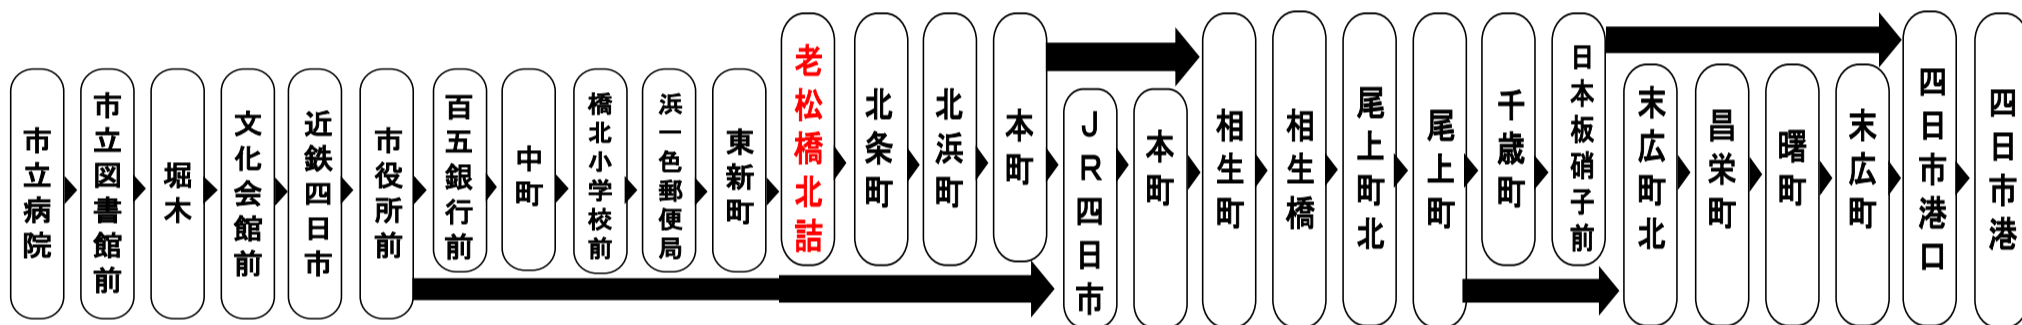 市立病院
市立図書館前
堀木
文化会館前
近鉄四日市
市役所前
百五銀行前
中町
橋北小学校前
浜一色郵便局
東新町
老松橋北詰
北条町
北浜町
本町
JR四日市
本町
相生町
相生橋
尾上町北
尾上町
千歳町
日本板硝子前
末広町北
昌栄町
曙町
末広町
四日市港口
四日市港